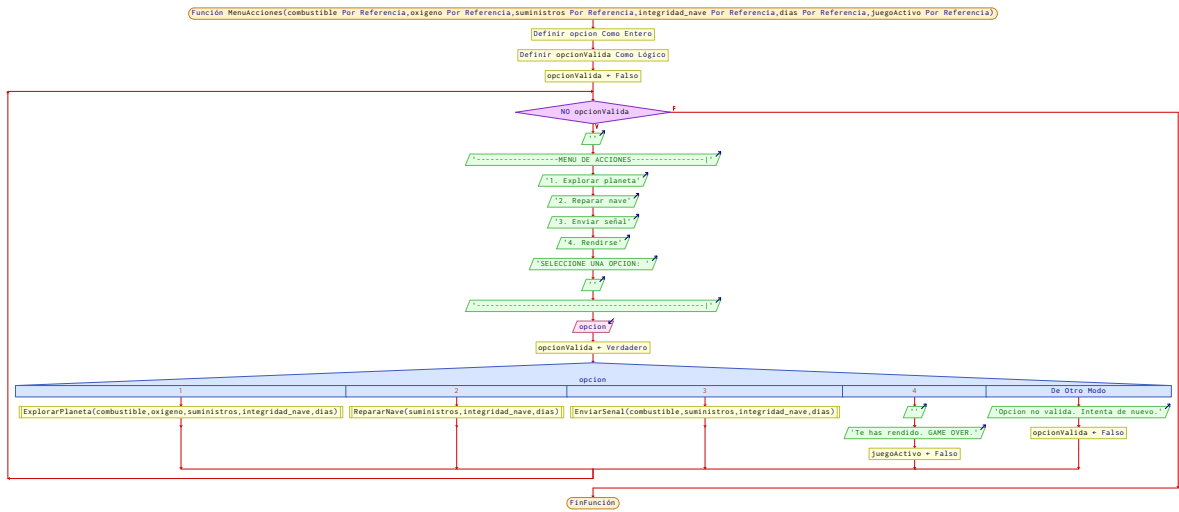 Función MenuAcciones(combustible Por Referencia,oxigeno Por Referencia,suministros Por Referencia,integridad_nave Por Referencia,dias Por Referencia,juegoActivo Por Referencia)
Definir opcion Como Entero
Definir opcionValida Como Lógico
opcionValida ← Falso
NO opcionValida
F
V
''
'------------------MENU DE ACCIONES----------------|'
'1. Explorar planeta'
'2. Reparar nave'
'3. Enviar señal'
'4. Rendirse'
'SELECCIONE UNA OPCION: '
''
'--------------------------------------------------|'
opcion
opcionValida ← Verdadero
opcion
1 2 3 4 De Otro Modo
ExplorarPlaneta(combustible,oxigeno,suministros,integridad_nave,dias) RepararNave(suministros,integridad_nave,dias) EnviarSenal(combustible,suministros,integridad_nave,dias) '' 'Opcion no valida. Intenta de nuevo.'
'Te has rendido. GAME OVER.' opcionValida ← Falso
juegoActivo ← Falso
FinFunción